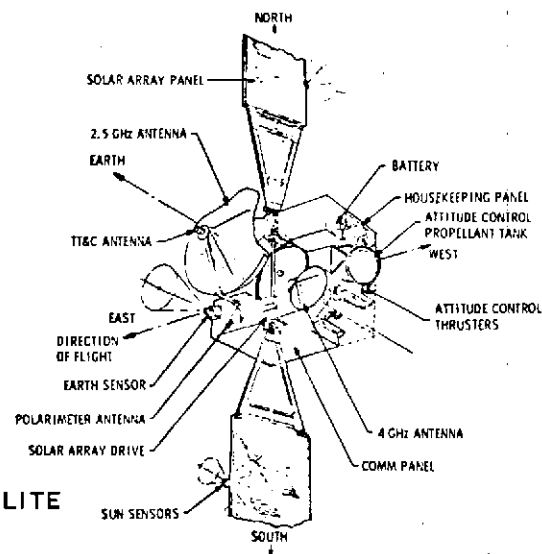 NORTH
SOLAR ARRAY PANEL
2.5 GHz ANTENNA
EARTH
BATTERY
HOUSEKEEPING PANEL
ATTITUDE CONTROL
PROPELLANT TANK
TT&C ANTENNA
WEST
EAST
ATTITUDE CONTROL
THRUSTERS
DIRECTION
OF FLIGHT
EARTH SENSOR
POLARIMETER ANTENNA
4 GHz ANTENNA
SOLAR ARRAY DRIVE
COMM PANEL
LITE
SUN SENSORS
SOUTH